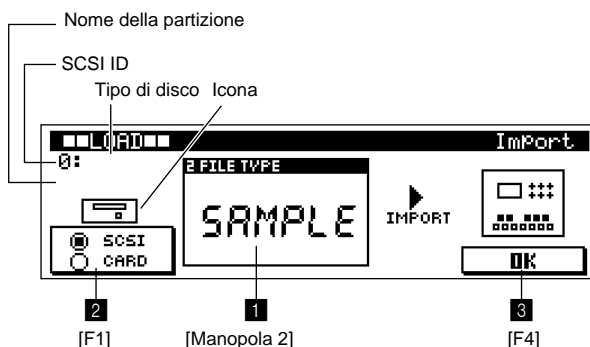 Nome della partizione
SCSI ID
Tipo di disco Icona
LOAD Import
0:
2 FILE TYPE
SAMPLE
IMPORT
SCSI
CARD
OK
2 1 3
[F1] [Manopola 2] [F4]